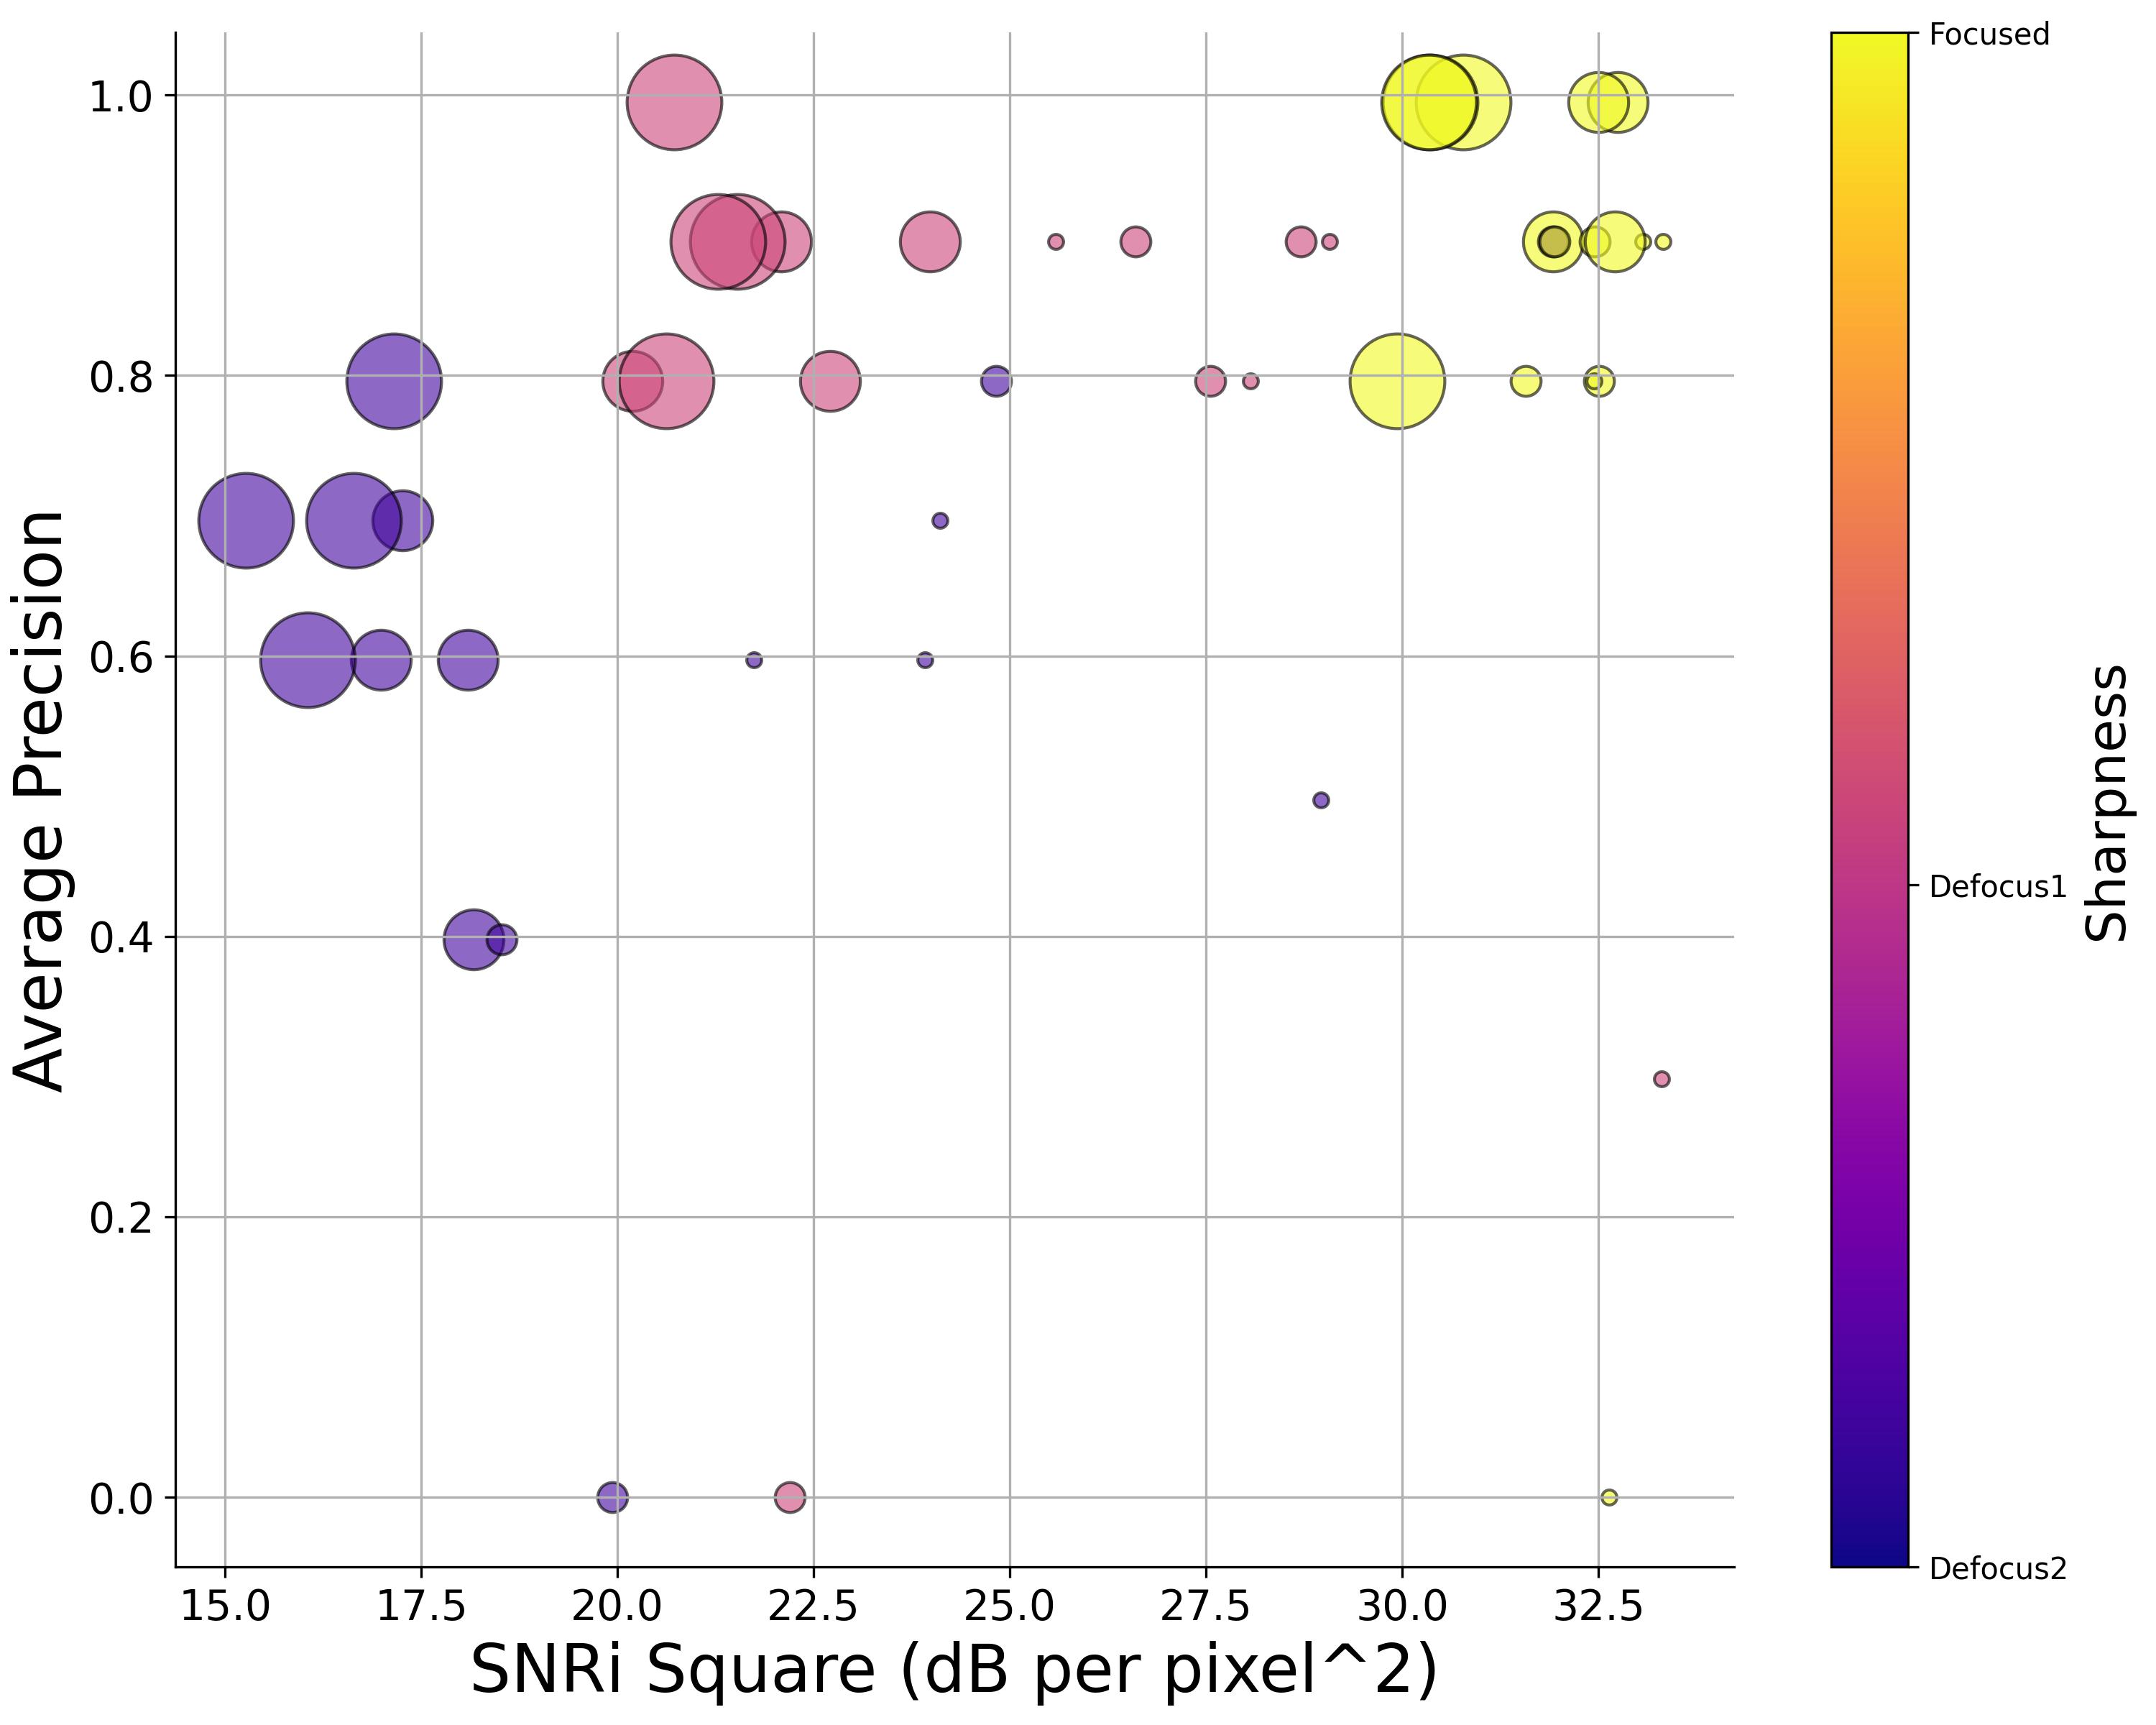 Average Precision
1.0
0.8
0.6
0.4
0.2
0.0
15.0 17.5 20.0 22.5 25.0 27.5 30.0 32.5
SNRi Square (dB per pixel^2)
Focused
Defocus1
Defocus2
Sharpness